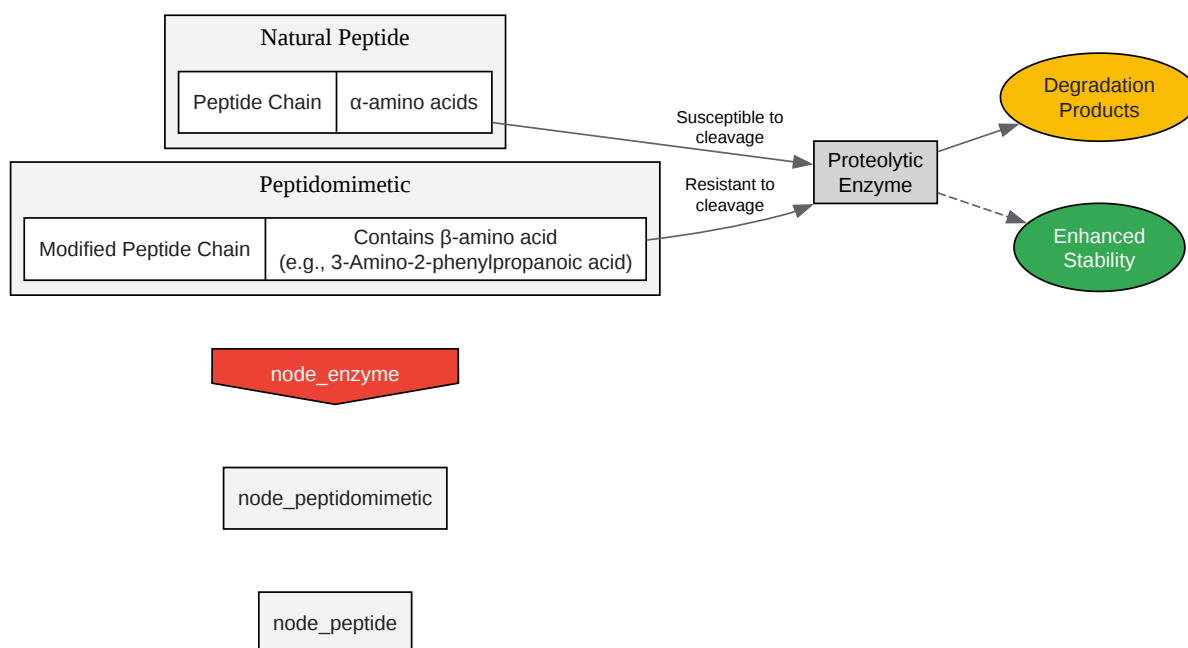 Natural Peptide
Peptide Chain
α-amino acids
Susceptible to
cleavage
Degradation
Products
Proteolytic
Enzyme
Peptidomimetic
Modified Peptide Chain
Contains β-amino acid
(e.g., 3-Amino-2-phenylpropanoic acid)
Resistant to
cleavage
Enhanced
Stability
node_enzyme
node_peptidomimetic
node_peptide